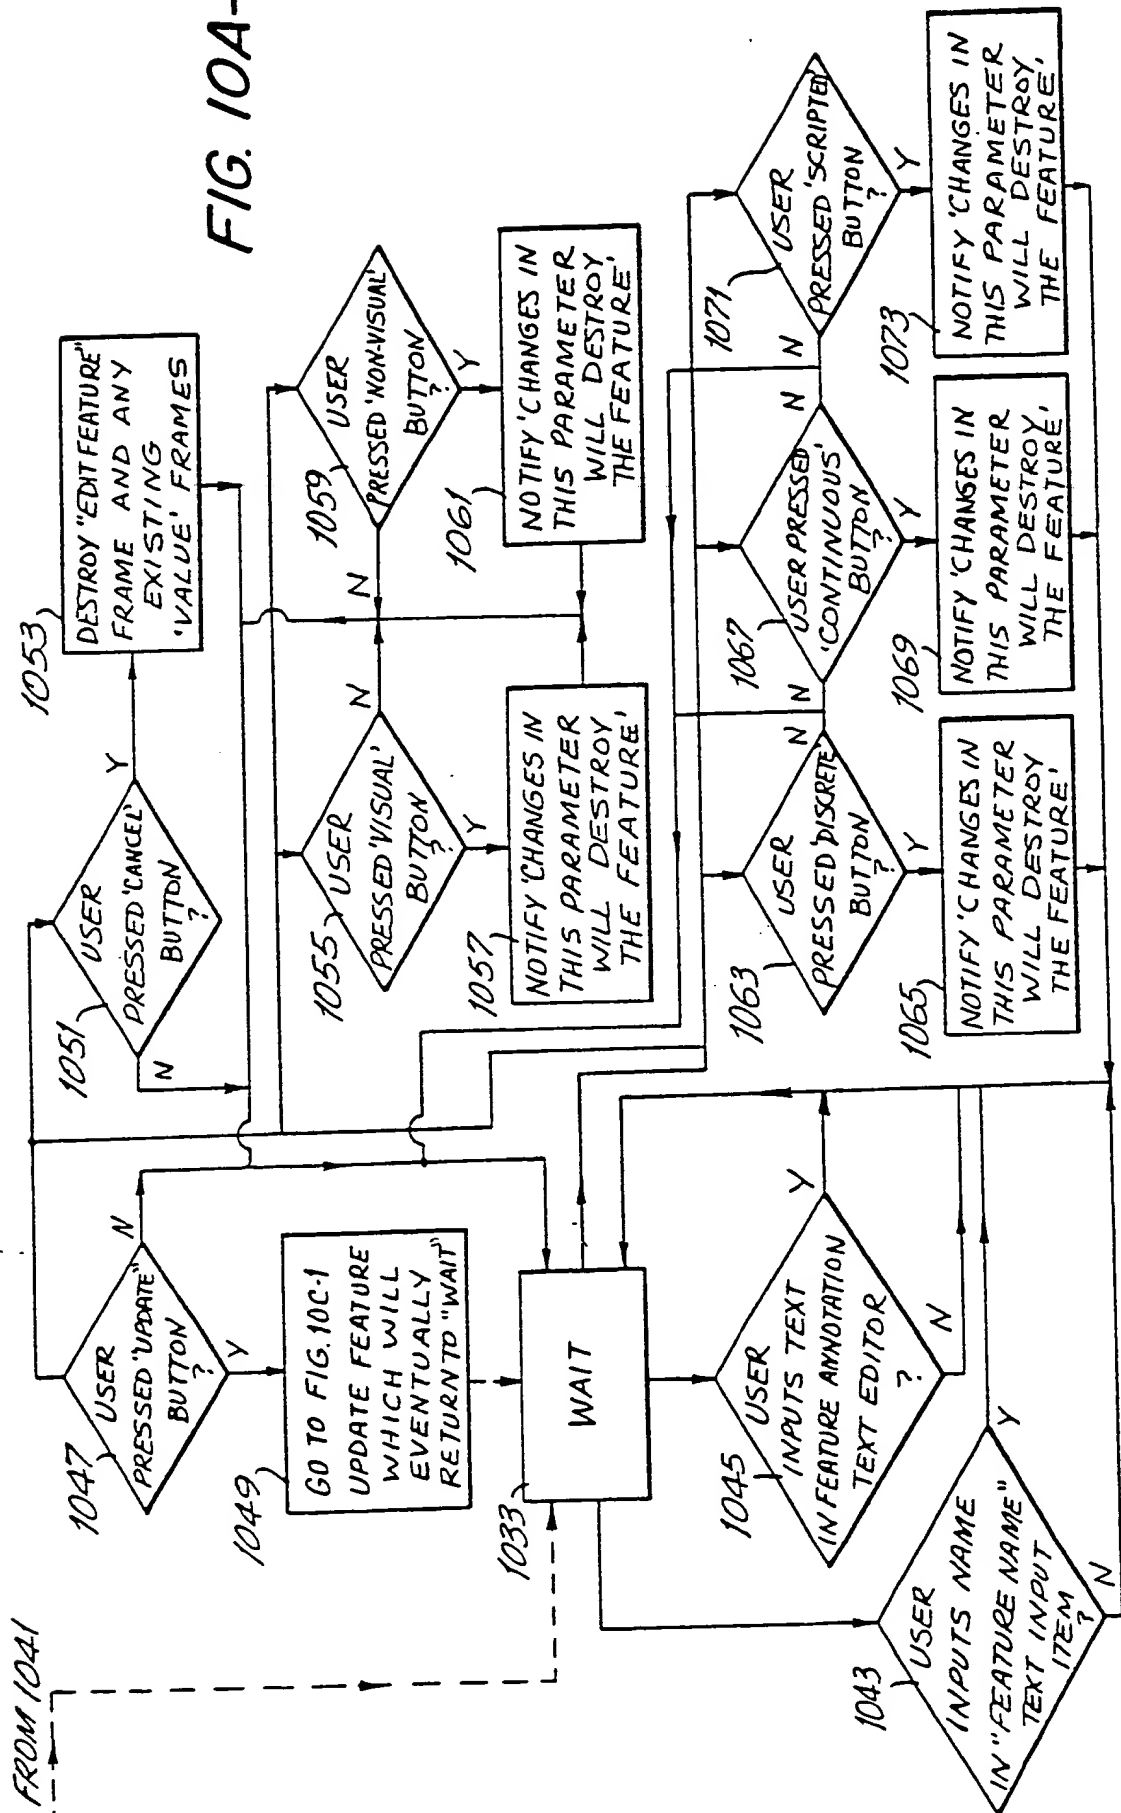 FIG. 10A-
FROM 1041
1047
USER
PRESSED "UPDATE"
BUTTON
?
N
Y
1049
GO TO FIG. 10C-1
UPDATE FEATURE
WHICH WILL
EVENTUALLY
RETURN TO "WAIT"
1033
WAIT
1045
USER
INPUTS TEXT
IN FEATURE ANNOTATION
TEXT EDITOR
?
Y
N
1043
USER
INPUTS NAME
IN "FEATURE NAME"
TEXT INPUT
ITEM
?
Y
N
1051
USER
PRESSED 'CANCEL'
BUTTON
?
N
Y
1053
DESTROY "EDIT FEATURE"
FRAME AND ANY
EXISTING
'VALUE' FRAMES
1055
USER
PRESSED 'VISUAL'
BUTTON
?
N
Y
1057
NOTIFY 'CHANGES IN
THIS PARAMETER
WILL DESTROY
THE FEATURE'
1059
USER
PRESSED 'NON-VISUAL'
BUTTON
?
N
Y
1061
NOTIFY 'CHANGES IN
THIS PARAMETER
WILL DESTROY
THE FEATURE'
1063
USER
PRESSED 'DISCRETE'
BUTTON
?
N
Y
1065
NOTIFY 'CHANGES IN
THIS PARAMETER
WILL DESTROY
THE FEATURE'
1067
USER PRESSED
'CONTINUOUS'
BUTTON
?
N
N
Y
1069
NOTIFY 'CHANGES IN
THIS PARAMETER
WILL DESTROY
THE FEATURE'
1071
USER
PRESSED 'SCRIPTED'
BUTTON
?
N
Y
1073
NOTIFY 'CHANGES IN
THIS PARAMETER
WILL DESTROY
THE FEATURE'